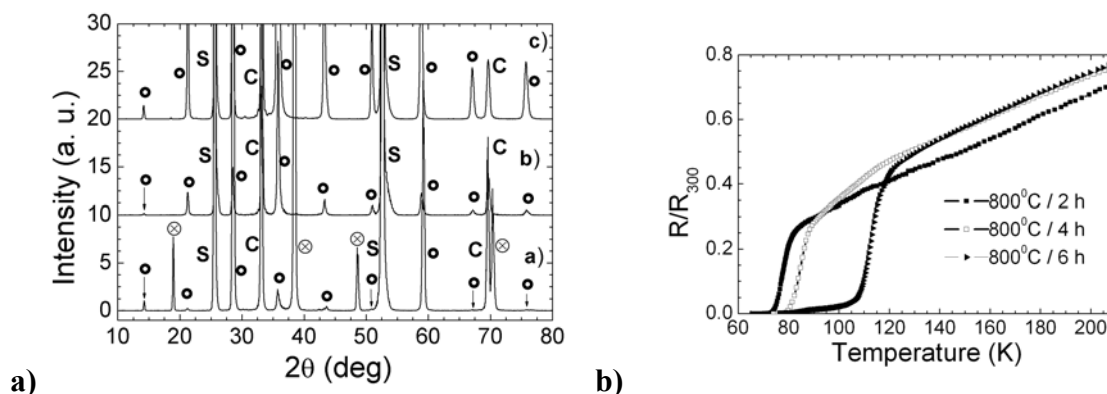 30
25
20
15
10
5
0
Intensity (a. u.)
S
C
S
C
c)
S
C
S
C
b)
S
C
S
C
a)
10 20 30 40 50 60 70 80
2θ (deg)
a)
0.8
0.6
0.4
0.2
0.0
R/R300
800⁰C / 2 h
800⁰C / 4 h
800⁰C / 6 h
60 80 100 120 140 160 180 200
Temperature (K)
b)